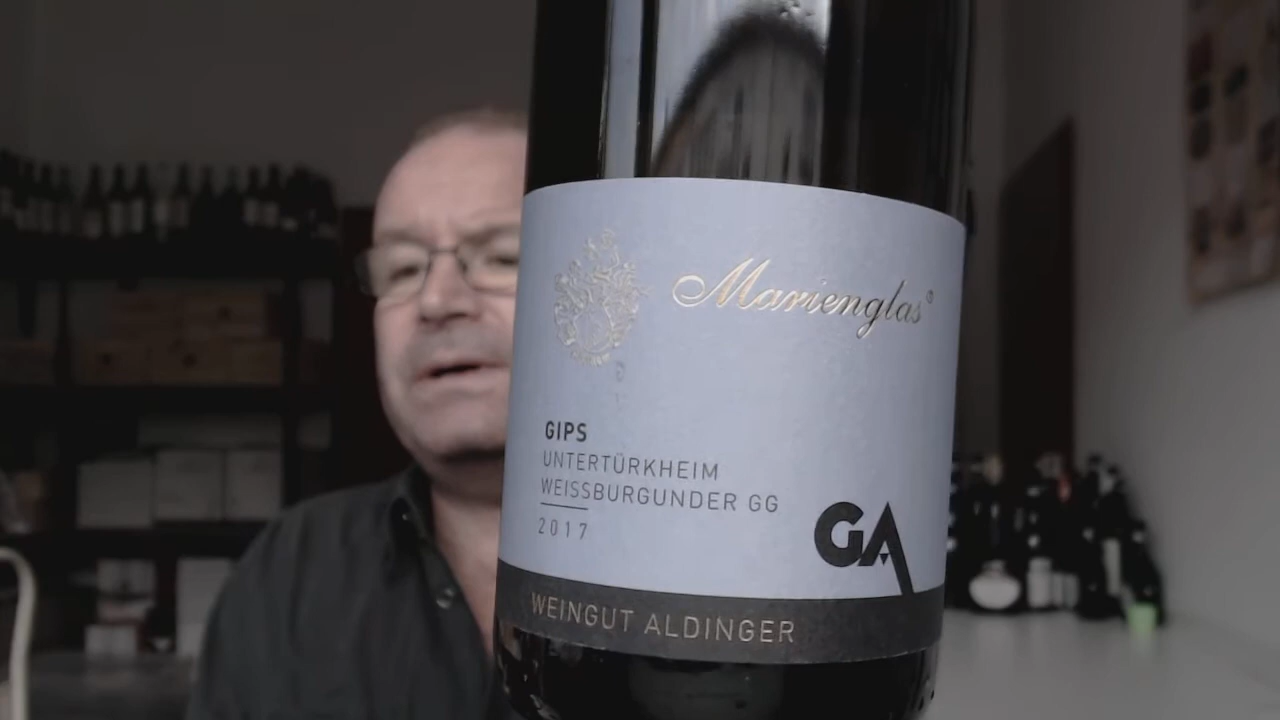 Marienglas®
GIPS
UNTERTÜRKHEIM
WEISSBURGUNDER GG
2017
GA
WEINGUT ALDINGER